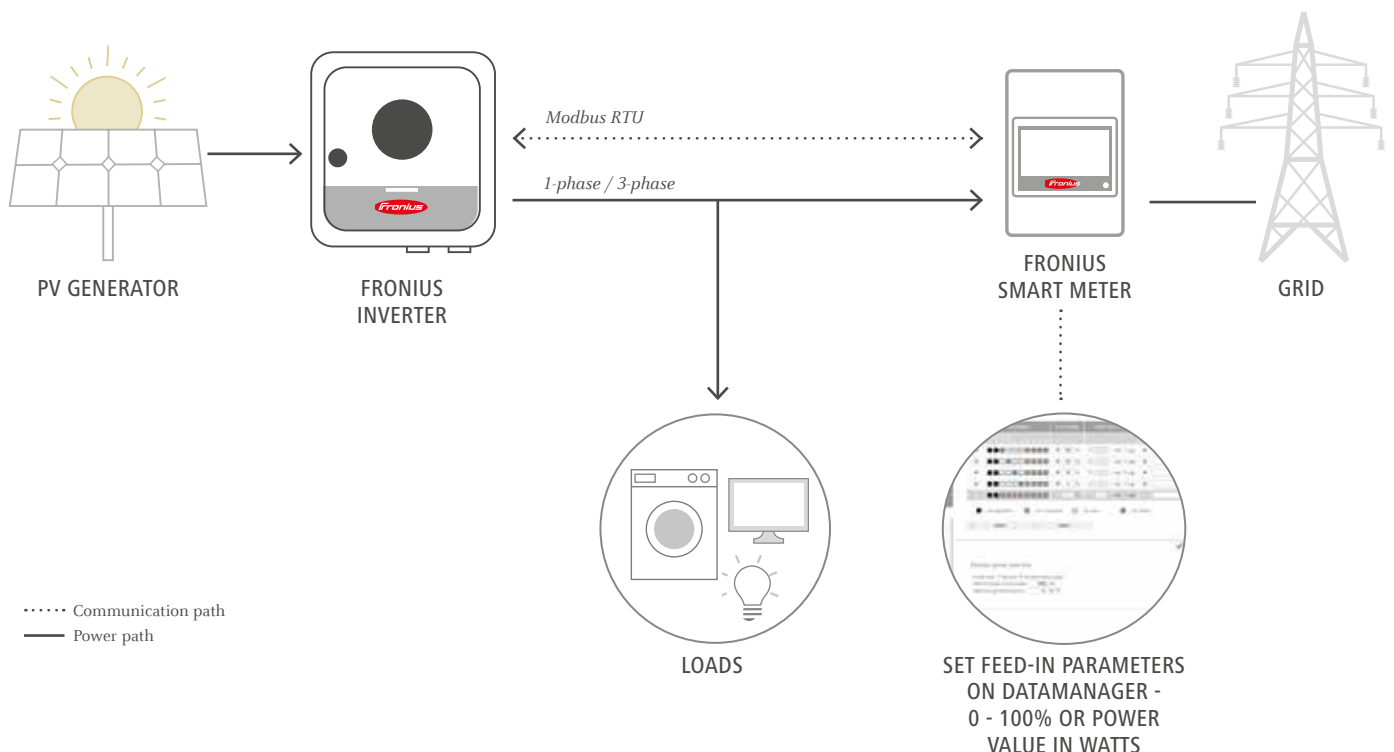 Modbus RTU
1-phase / 3-phase
Fronius
Fronius
PV GENERATOR
FRONIUS
INVERTER
FRONIUS
SMART METER
GRID
Communication path
Power path
LOADS
SET FEED-IN PARAMETERS
ON DATAMANAGER -
0 - 100% OR POWER
VALUE IN WATTS